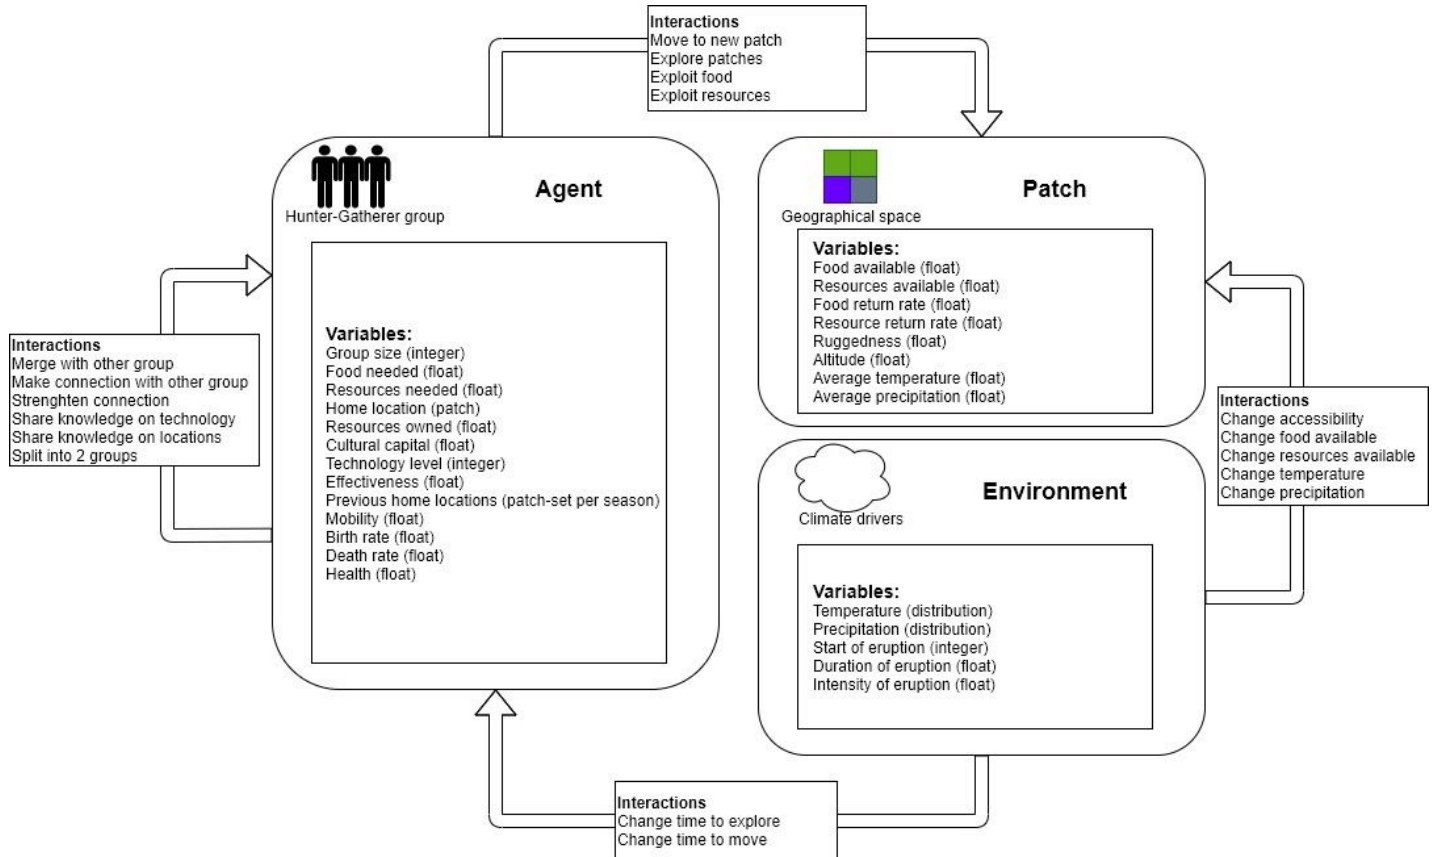 Interactions
Move to new patch
Explore patches
Exploit food
Exploit resources
Agent
Hunter-Gatherer group
Variables:
Group size (integer)
Food needed (float)
Resources needed (float)
Home location (patch)
Resources owned (float)
Cultural capital (float)
Technology level (integer)
Effectiveness (float)
Previous home locations (patch-set per season)
Mobility (float)
Birth rate (float)
Death rate (float)
Health (float)
Patch
Geographical space
Variables:
Food available (float)
Resources available (float)
Food return rate (float)
Resource return rate (float)
Ruggedness (float)
Altitude (float)
Average temperature (float)
Average precipitation (float)
Interactions
Merge with other group
Make connection with other group
Strenghten connection
Share knowledge on technology
Share knowledge on locations
Split into 2 groups
Interactions
Change accessibility
Change food available
Change resources available
Change temperature
Change precipitation
Environment
Climate drivers
Variables:
Temperature (distribution)
Precipitation (distribution)
Start of eruption (integer)
Duration of eruption (float)
Intensity of eruption (float)
Interactions
Change time to explore
Change time to move